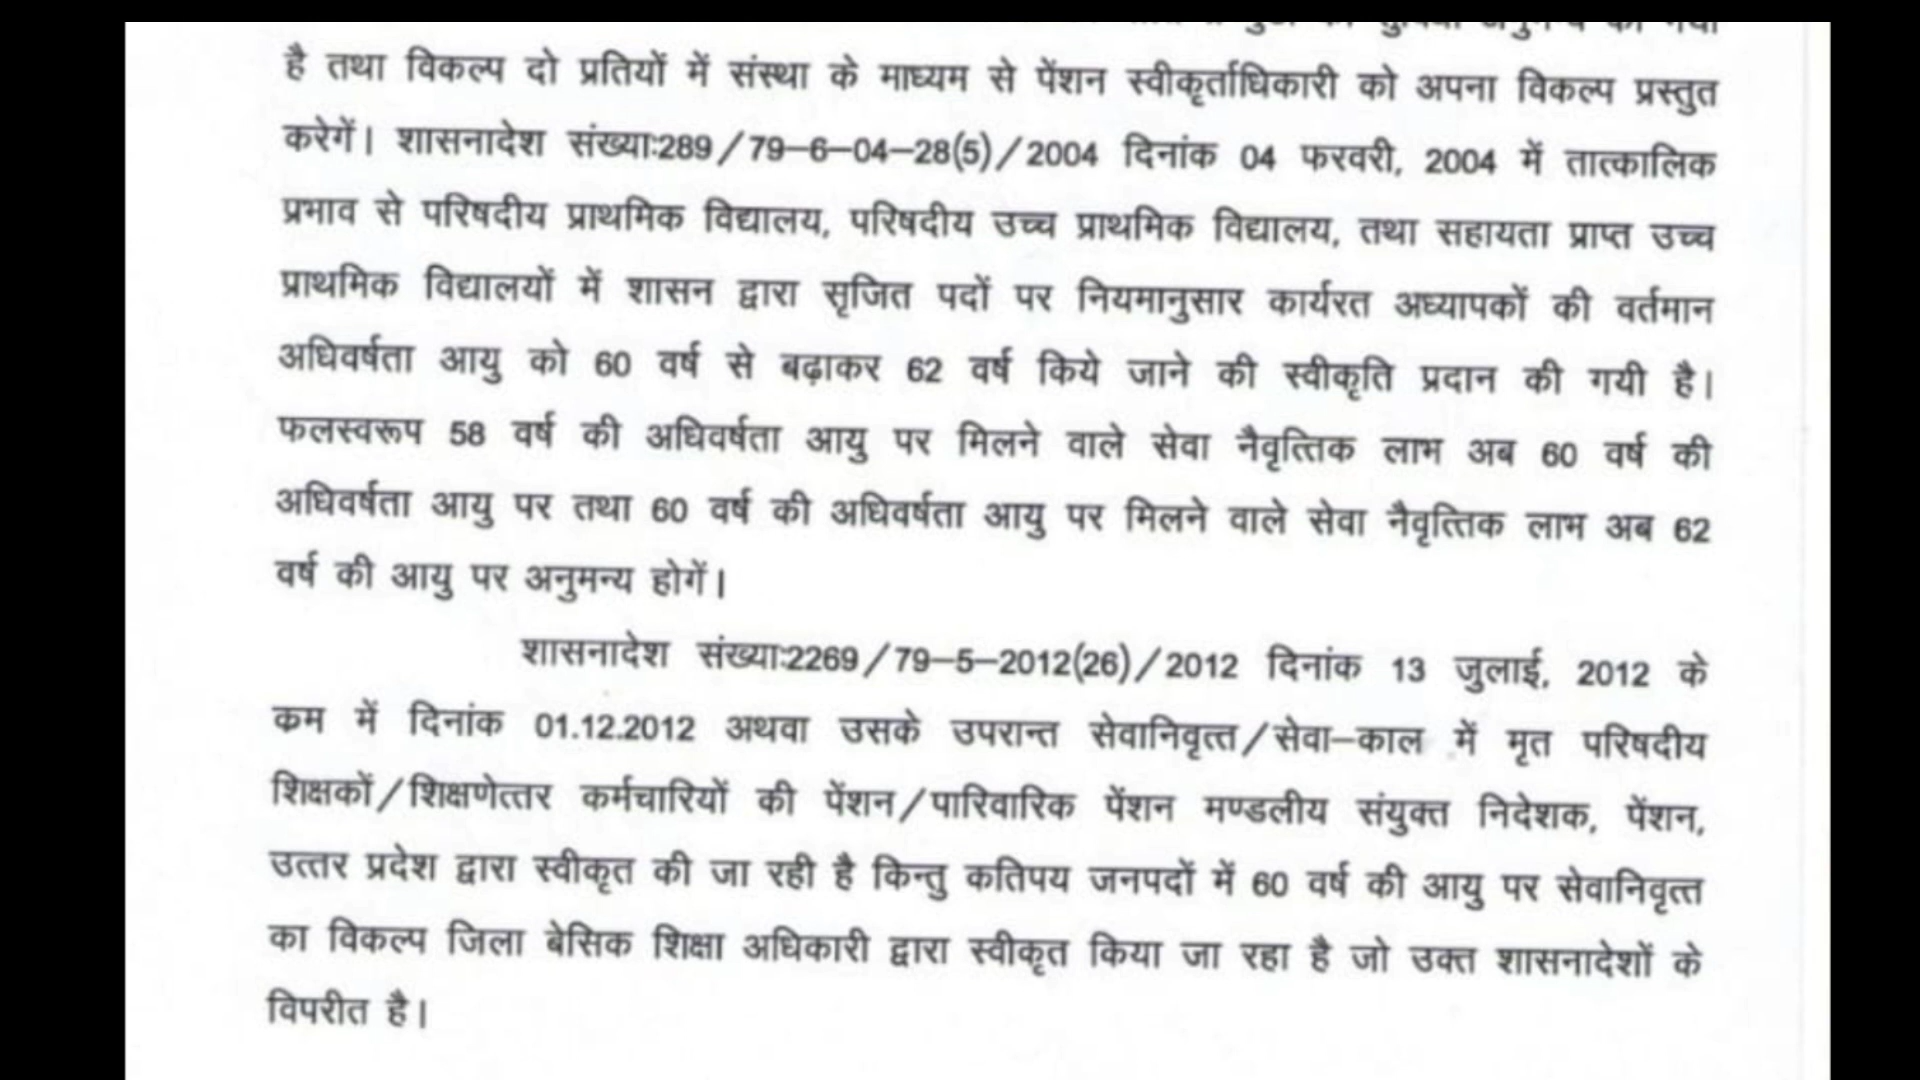 है तथा विकल्प दो प्रतियों में संस्था के माध्यम से पेंशन स्वीकृर्ताधिकारी को अपना विकल्प प्रस्तुत
करेगें। शासनादेश संख्याः289/79–6–04–28(5)/2004 दिनांक 04 फरवरी, 2004 में तात्कालिक
प्रभाव से परिषदीय प्राथमिक विद्यालय, परिषदीय उच्च प्राथमिक विद्यालय, तथा सहायता प्राप्त उच्च
प्राथमिक विद्यालयों में शासन द्वारा सृजित पदों पर नियमानुसार कार्यरत अध्यापकों की वर्तमान
अधिवर्षता आयु को 60 वर्ष से बढ़ाकर 62 वर्ष किये जाने की स्वीकृति प्रदान की गयी है।
फलस्वरूप 58 वर्ष की अधिवर्षता आयु पर मिलने वाले सेवा नैवृत्तिक लाभ अब 60 वर्ष की
अधिवर्षता आयु पर तथा 60 वर्ष की अधिवर्षता आयु पर मिलने वाले सेवा नैवृत्तिक लाभ अब 62
वर्ष की आयु पर अनुमन्य होगें।
शासनादेश संख्याः2269/79–5–2012(26)/2012 दिनांक 13 जुलाई, 2012 के
क्रम में दिनांक 01.12.2012 अथवा उसके उपरान्त सेवानिवृत्त/सेवा–काल में मृत परिषदीय
शिक्षकों/शिक्षणेत्तर कर्मचारियों की पेंशन/पारिवारिक पेंशन मण्डलीय संयुक्त निदेशक, पेंशन,
उत्तर प्रदेश द्वारा स्वीकृत की जा रही है किन्तु कतिपय जनपदों में 60 वर्ष की आयु पर सेवानिवृत्त
का विकल्प जिला बेसिक शिक्षा अधिकारी द्वारा स्वीकृत किया जा रहा है जो उक्त शासनादेशों के
विपरीत है।